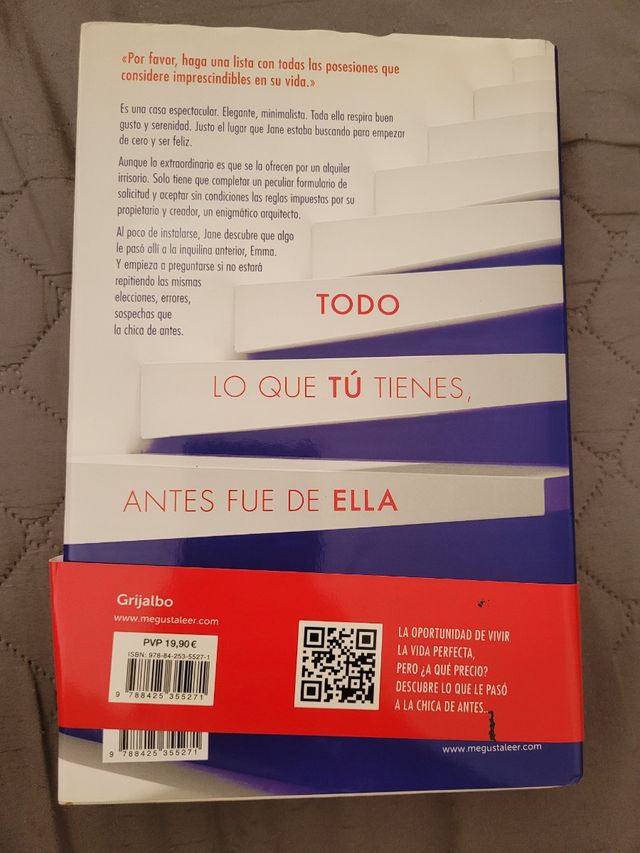 «Por favor, haga una lista con todas las posesiones que
considere imprescindibles en su vida.»
Es una casa espectacular. Elegante, minimalista. Toda ella respira buen
gusto y serenidad. Justo el lugar que Jane estaba buscando para empezar
de cero y ser feliz.
Aunque lo extraordinario es que se la ofrecen por un alquiler
irrisorio. Solo tiene que completar un peculiar formulario de
solicitud y aceptar sin condiciones las reglas impuestas por su
propietario y creador, un enigmático arquitecto.
Al poco de instalarse, Jane descubre que algo
le pasó allí a la inquilina anterior, Emma.
Y empieza a preguntarse si no estará
repitiendo las mismas
elecciones, errores,
sospechas que
la chica de antes.
TODO
LO QUE TÚ TIENES,
ANTES FUE DE ELLA
Grijalbo
www.megustaleer.com
PVP 19,90 €
ISBN: 978-84-253-5527-1
9 788425 355271
LA OPORTUNIDAD DE VIVIR
LA VIDA PERFECTA,
PERO ¿A QUÉ PRECIO?
DESCUBRE LO QUE LE PASÓ
A LA CHICA DE ANTES..
9 788425 355271
www.megustaleer.com